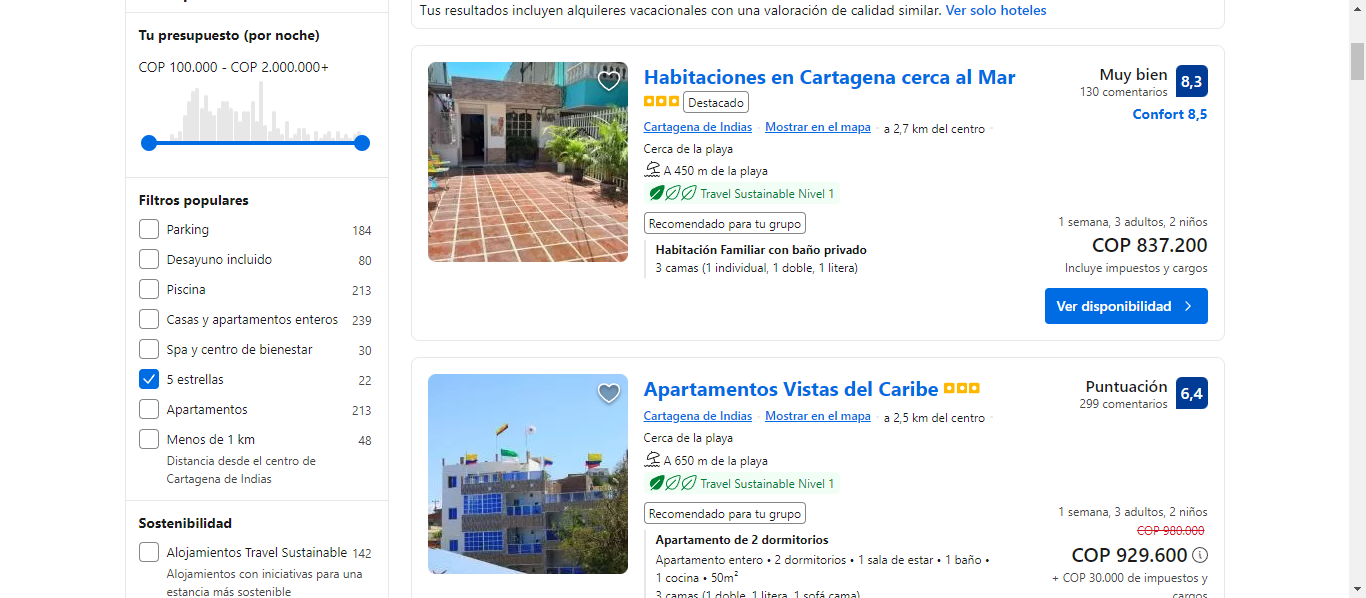 Tus resultados incluyen alquileres vacacionales con una valoración de calidad similar. Ver solo hoteles
Tu presupuesto (por noche)
COP 100.000 - COP 2.000.000+
Filtros populares
Parking 184
Desayuno incluido 80
Piscina 213
Casas y apartamentos enteros 239
Spa y centro de bienestar 30
5 estrellas 22
Apartamentos 213
Menos de 1 km 48
Distancia desde el centro de
Cartagena de Indias
Sostenibilidad
Alojamientos Travel Sustainable 142
Alojamientos con iniciativas para una
estancia más sostenible
Habitaciones en Cartagena cerca al Mar
Destacado
Cartagena de Indias · Mostrar en el mapa · a 2,7 km del centro ·
Cerca de la playa
A 450 m de la playa
Travel Sustainable Nivel 1
Recomendado para tu grupo
Habitación Familiar con baño privado
3 camas (1 individual, 1 doble, 1 litera)
Muy bien 8,3
130 comentarios
Confort 8,5
1 semana, 3 adultos, 2 niños
COP 837.200
Incluye impuestos y cargos
Ver disponibilidad
Apartamentos Vistas del Caribe
Cartagena de Indias · Mostrar en el mapa · a 2,5 km del centro ·
Cerca de la playa
A 650 m de la playa
Travel Sustainable Nivel 1
Recomendado para tu grupo
Apartamento de 2 dormitorios
Apartamento entero • 2 dormitorios • 1 sala de estar • 1 baño •
1 cocina • 50m²
3 camas (1 doble, 1 litera, 1 sofá cama)
Puntuación 6,4
299 comentarios
1 semana, 3 adultos, 2 niños
COP 980.000
COP 929.600
+ COP 30.000 de impuestos y
cargos